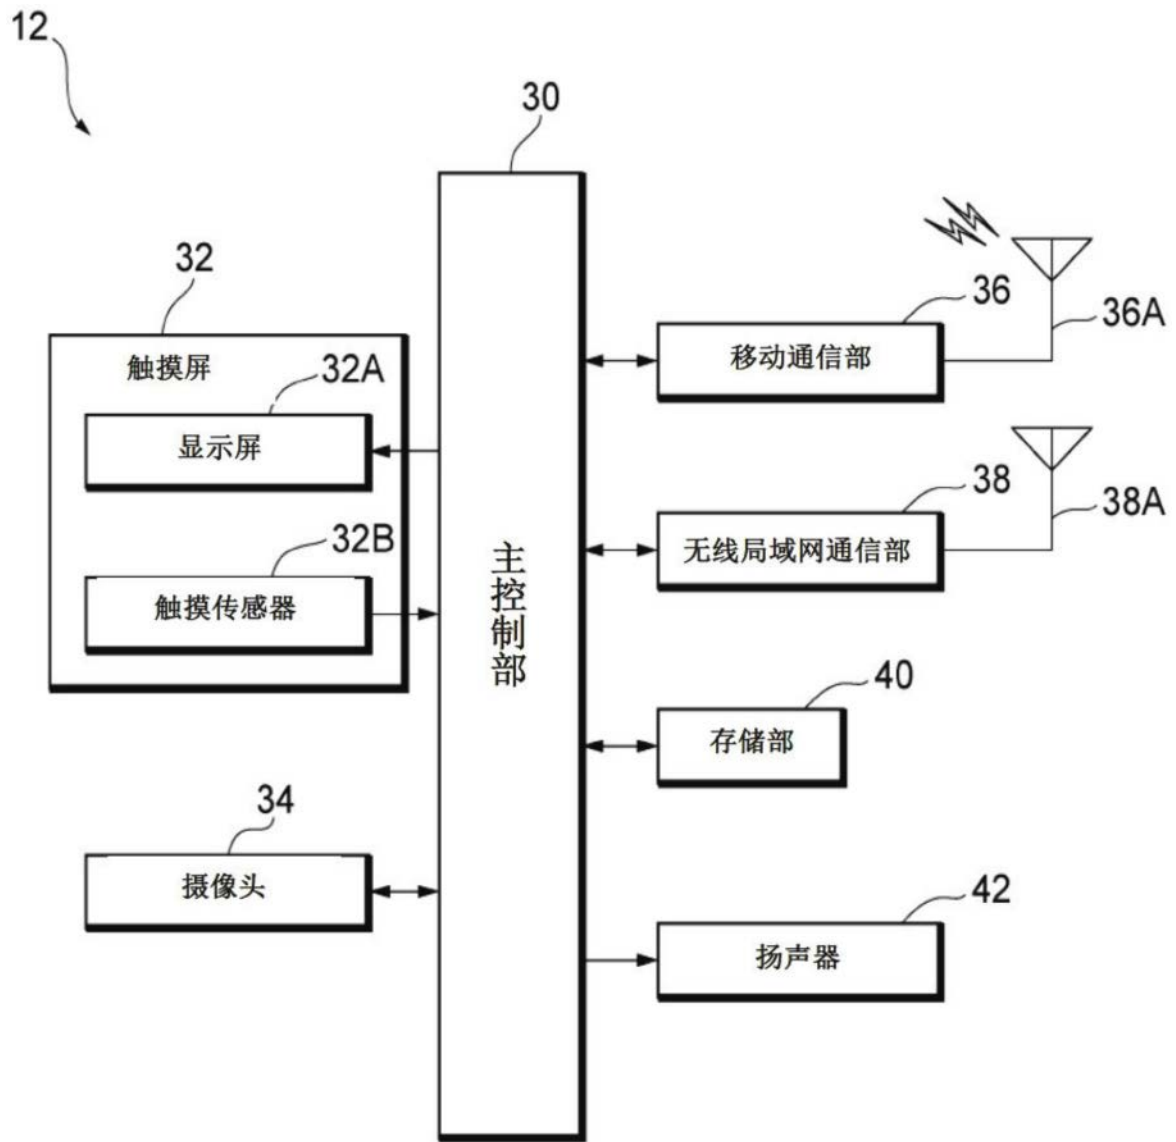 12
30
32
触摸屏
32A
显示屏
32B
触摸传感器
34
摄像头
主控制部
36
36A
移动通信部
38
38A
无线局域网通信部
40
存储部
42
扬声器